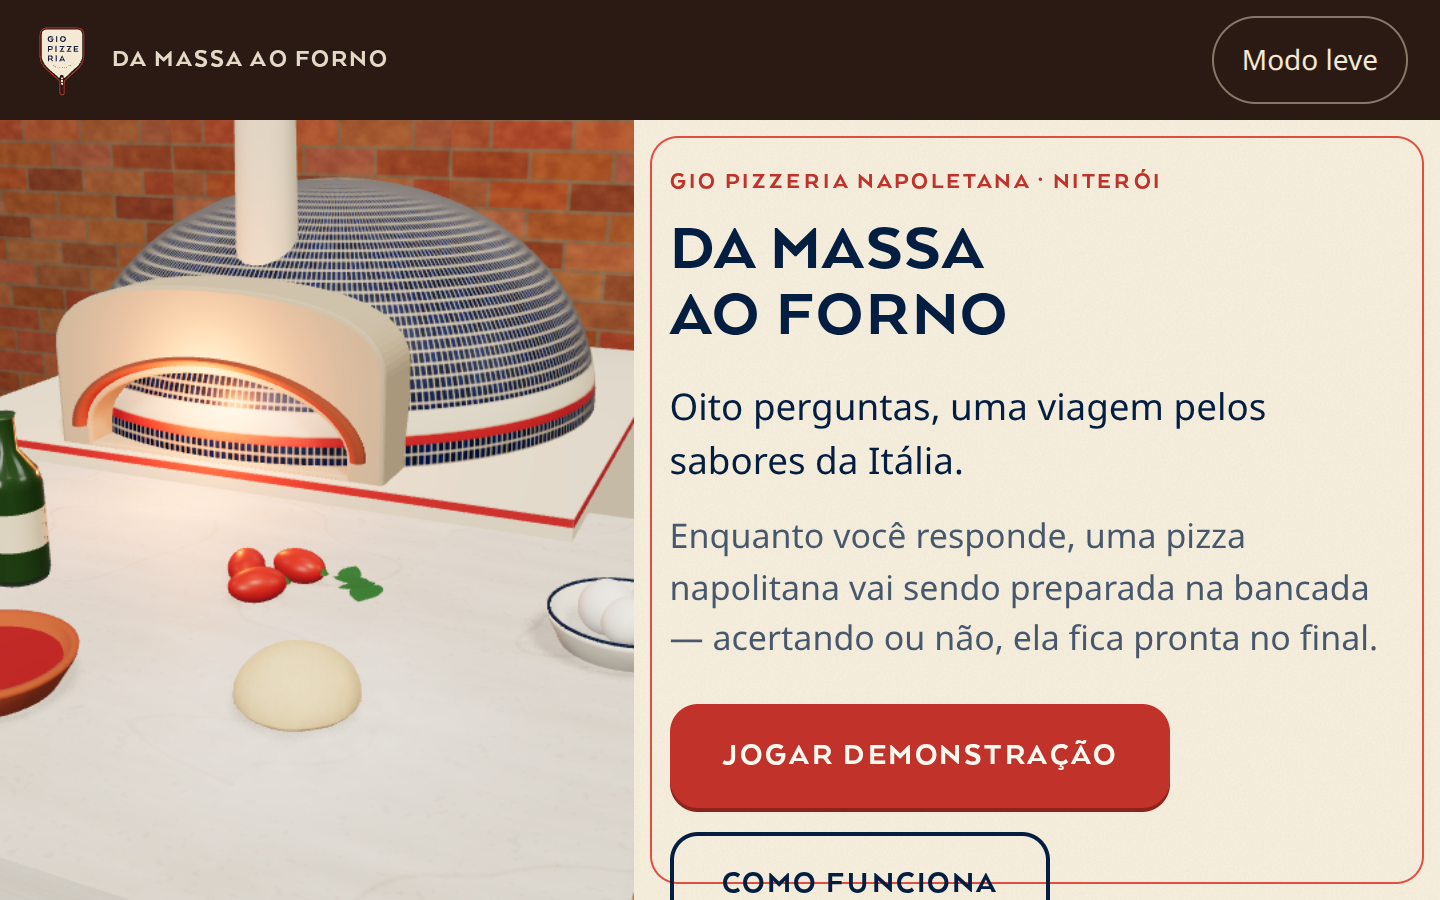 GIO
PIZZE
RIA
DA MASSA AO FORNO
Modo leve
GIO PIZZERIA NAPOLETANA · NITERÓI
DA MASSA
AO FORNO
Oito perguntas, uma viagem pelos
sabores da Itália.
Enquanto você responde, uma pizza
napolitana vai sendo preparada na bancada
— acertando ou não, ela fica pronta no final.
JOGAR DEMONSTRAÇÃO
COMO FUNCIONA